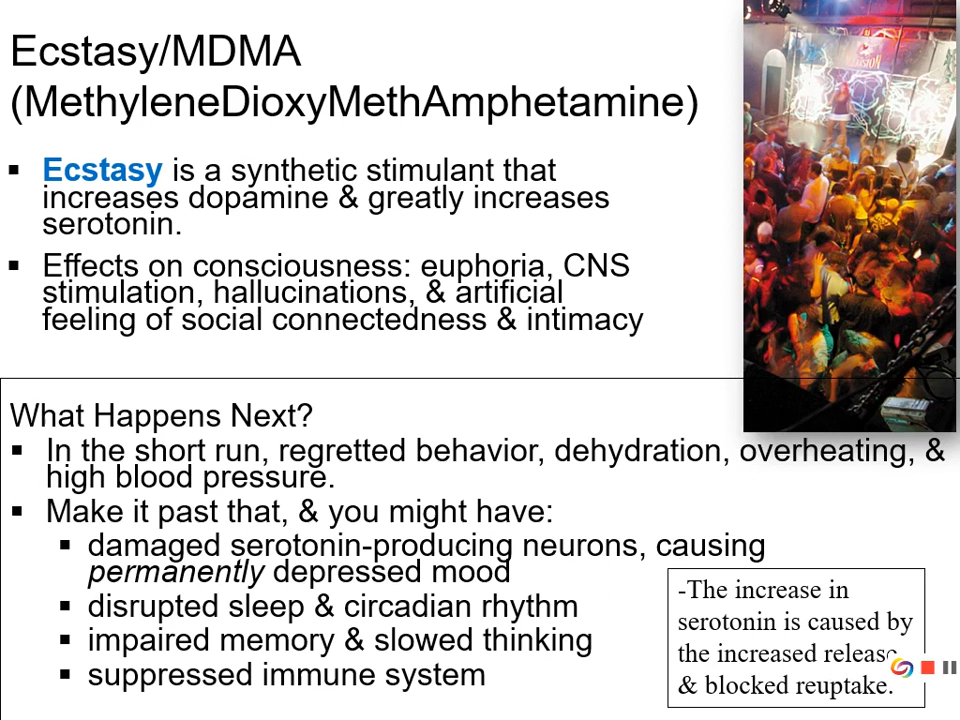 Ecstasy/MDMA
(MethyleneDioxyMethAmphetamine)
▪ Ecstasy is a synthetic stimulant that
increases dopamine & greatly increases
serotonin.
▪ Effects on consciousness: euphoria, CNS
stimulation, hallucinations, & artificial
feeling of social connectedness & intimacy
What Happens Next?
▪ In the short run, regretted behavior, dehydration, overheating, &
high blood pressure.
▪ Make it past that, & you might have:
▪ damaged serotonin-producing neurons, causing
permanently depressed mood
▪ disrupted sleep & circadian rhythm
▪ impaired memory & slowed thinking
▪ suppressed immune system
-The increase in
serotonin is caused by
the increased release
& blocked reuptake.